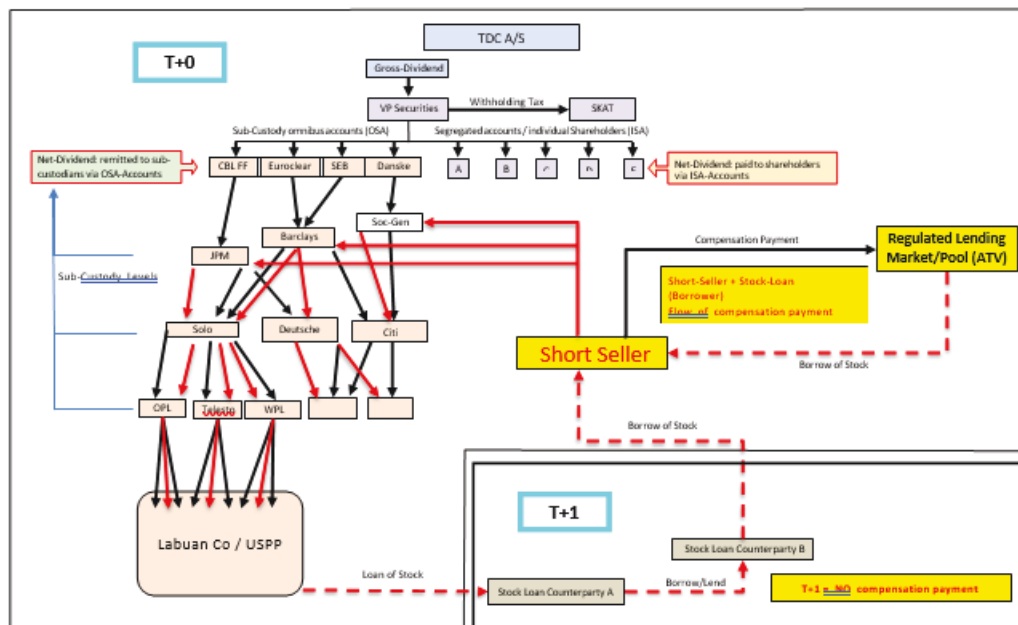 TDC A/S
T+0
Gross-Dividend
VP Securities
Withholding Tax
SKAT
Sub-Custody omnibus accounts (OSA)
Segregated accounts / individual Shareholders (ISA)
Net-Dividend: remitted to sub-
custodians via OSA-Accounts
CBL FF
Euroclear
SEB
Danske
A
B
Net-Dividend: paid to shareholders
via ISA-Accounts
Soc-Gen
Barclays
JPM
Compensation Payment
Regulated Lending
Market/Pool (ATV)
Sub-Custody Levels
Short-Seller + Stock-Loan
(Borrower)
Flow of compensation payment
Solo
Deutsche
Citi
Short Seller
Borrow of Stock
OPL
Telesto
WPL
Borrow of Stock
T+1
Labuan Co / USPP
Stock Loan Counterparty B
Loan of Stock
Stock Loan Counterparty A
Borrow/Lend
T+1 = NO compensation payment